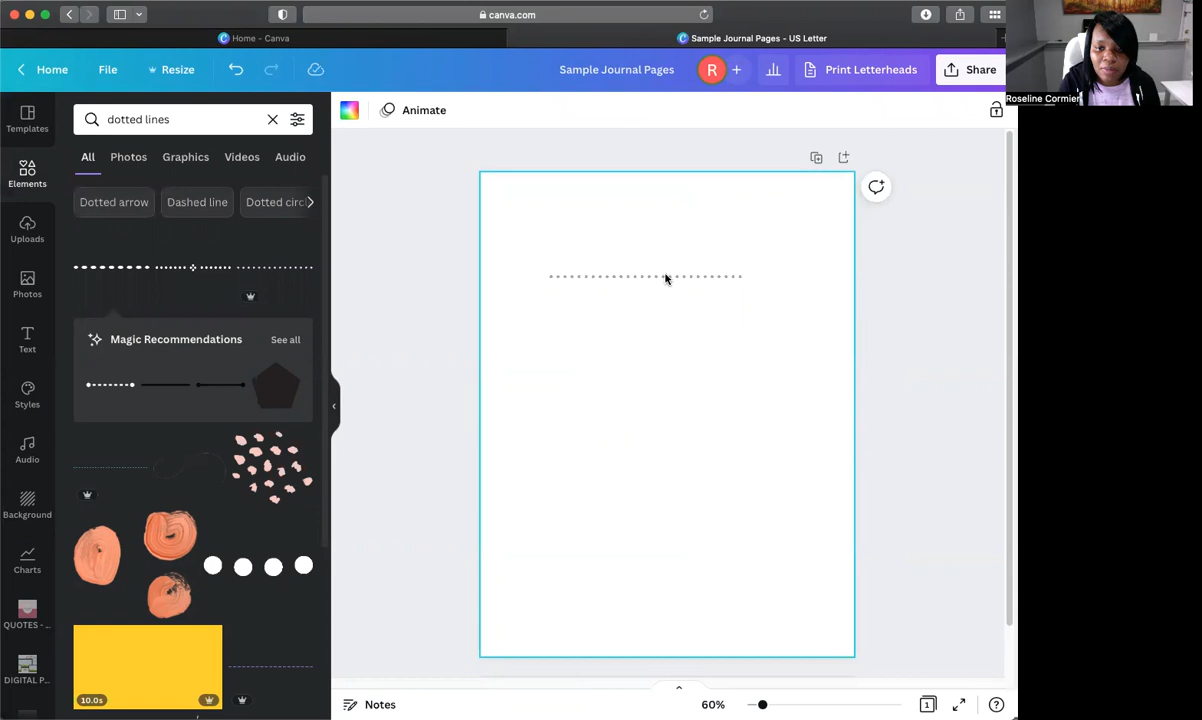 canva.com
Home - Canva
Sample Journal Pages - US Letter
Home
File
Resize
Sample Journal Pages
R
Print Letterheads
Share
Roseline Cormier
Templates
dotted lines
Animate
All
Photos
Graphics
Videos
Audio
Elements
Dotted arrow
Dashed line
Dotted circ
Uploads
Photos
Magic Recommendations
See all
Text
Styles
Audio
Background
Charts
QUOTES - ...
DIGITAL P...
10.0s
Notes
60%
1